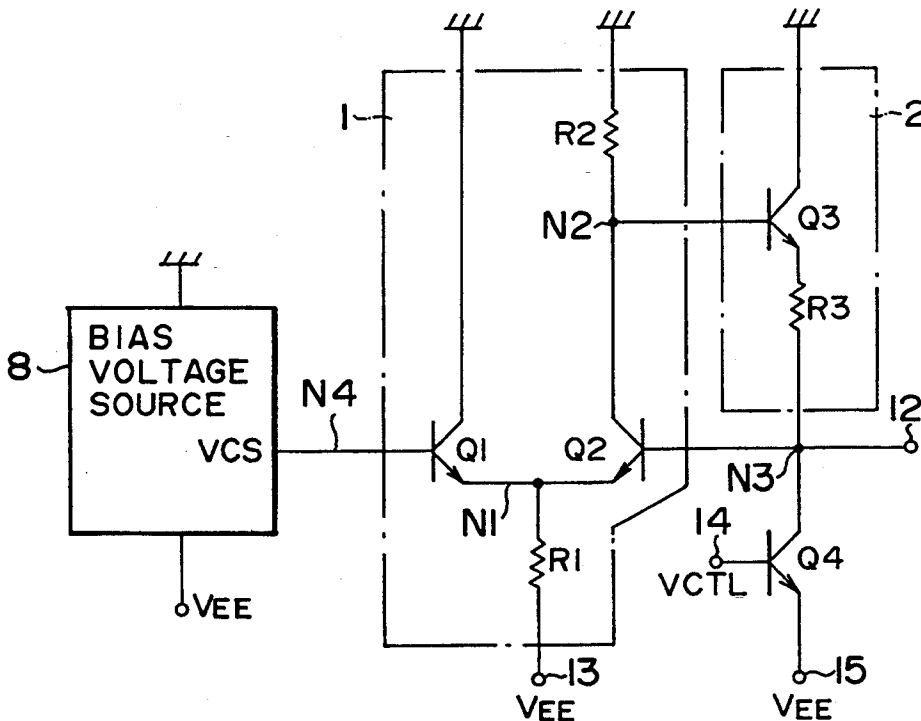 1
R2
2
N2
Q3
R3
8
BIAS
VOLTAGE
SOURCE
VCS
N4
Q1
Q2
12
N3
N1
R1
14
VCTL
Q4
VEE
13
VEE
15
VEE